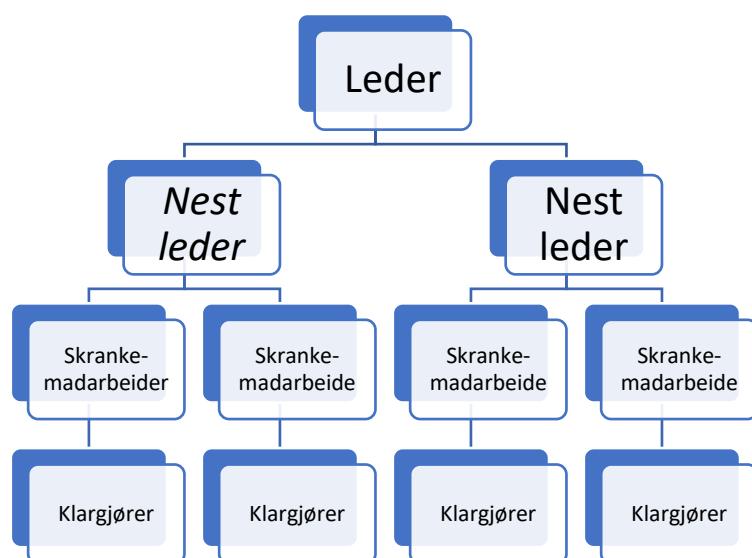 Leder
Nest
leder
Nest
leder
Skranke-
madarbeider
Skranke-
madarbeide
Skranke-
madarbeide
Skranke-
madarbeide
Klargjører
Klargjører
Klargjører
Klargjører